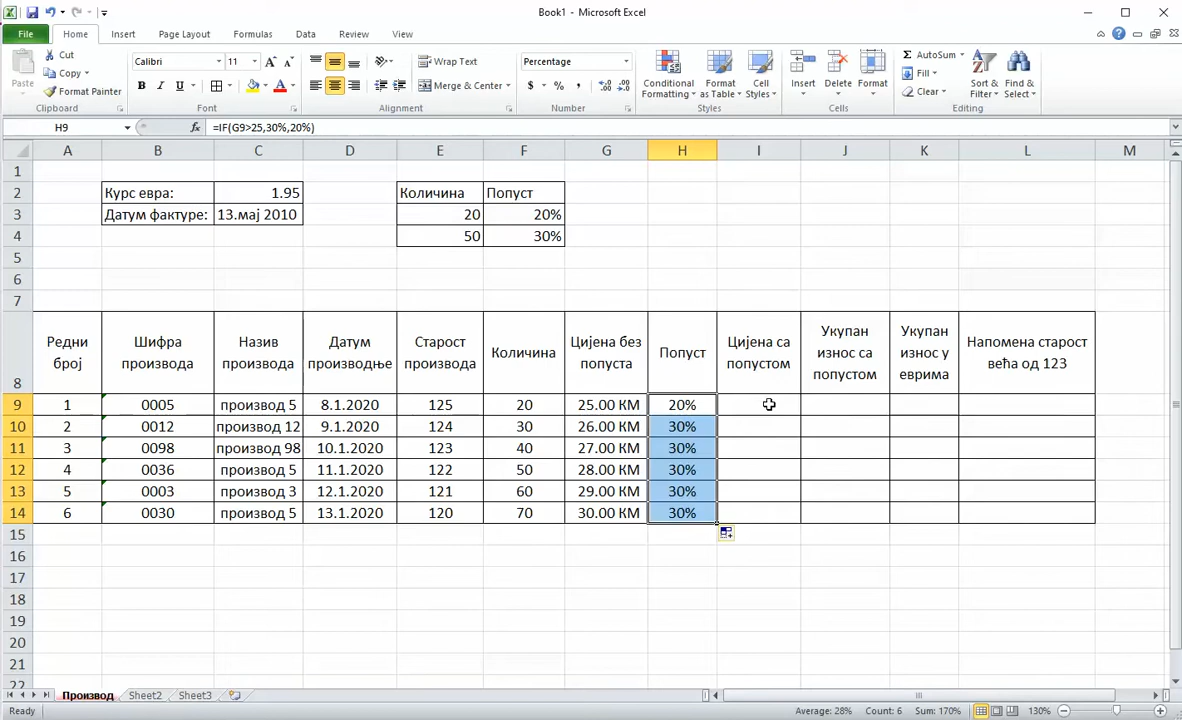 Book1 - Microsoft Excel
File Home Insert Page Layout Formulas Data Review View
Paste
Cut
Copy
Format Painter
Clipboard
Calibri 11 A A
B I U A
Font
Wrap Text
Merge & Center
Alignment
Percentage
$ % ,
Number
Conditional Formatting
Format as Table
Cell Styles
Styles
Insert Delete Format
Cells
Σ AutoSum
Fill
Clear
Sort & Filter
Find & Select
Editing
H9 fx =IF(G9>25,30%,20%)
A B C D E F G H I J K L M
1
2 Курс евра: 1.95 Количина Попуст
3 Датум фактуре: 13.мај 2010 20 20%
4 50 30%
5
6
7
8 Редни број Шифра производа Назив производа Датум производње Старост производа Количина Цијена без попуста Попуст Цијена са попустом Укупан износ са попустом Укупан износ у еврима Напомена старост већа од 123
9 1 0005 производ 5 8.1.2020 125 20 25.00 KM 20%
10 2 0012 производ 12 9.1.2020 124 30 26.00 KM 30%
11 3 0098 производ 98 10.1.2020 123 40 27.00 KM 30%
12 4 0036 производ 5 11.1.2020 122 50 28.00 KM 30%
13 5 0003 производ 3 12.1.2020 121 60 29.00 KM 30%
14 6 0030 производ 5 13.1.2020 120 70 30.00 KM 30%
15
16
17
18
19
20
21
22
Производ Sheet2 Sheet3
Ready Average: 28% Count: 6 Sum: 170% 130%